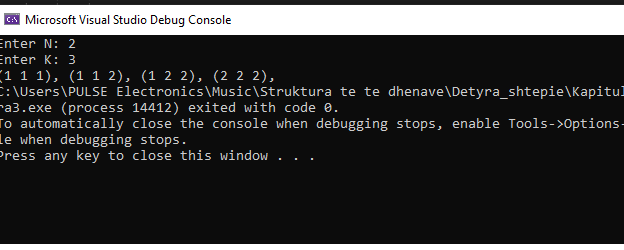 Microsoft Visual Studio Debug Console
Enter N: 2
Enter K: 3
(1 1 1), (1 1 2), (1 2 2), (2 2 2),
C:\Users\PULSE Electronics\Music\Struktura te te dhenave\Detyra_shtepie\Kapitul
ra3.exe (process 14412) exited with code 0.
To automatically close the console when debugging stops, enable Tools->Options-
le when debugging stops.
Press any key to close this window . . .